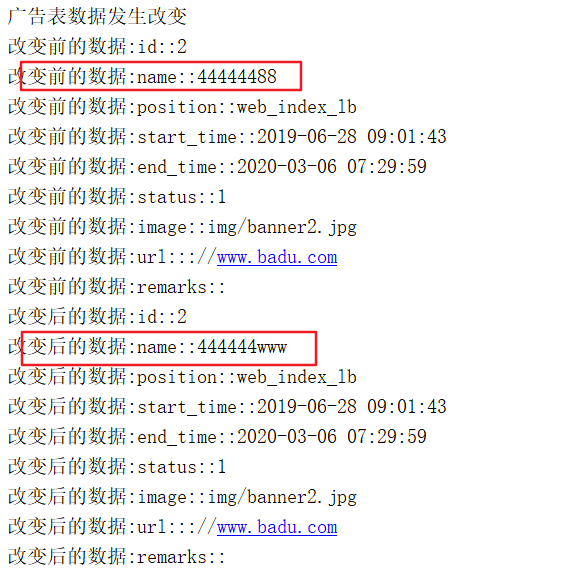 广告表数据发生改变
改变前的数据:id::2
改变前的数据:name::44444488
改变前的数据:position::web_index_lb
改变前的数据:start_time::2019-06-28 09:01:43
改变前的数据:end_time::2020-03-06 07:29:59
改变前的数据:status::1
改变前的数据:image::img/banner2.jpg
改变前的数据:url:::://www.badu.com
改变前的数据:remarks::
改变后的数据:id::2
改变后的数据:name::444444www
改变后的数据:position::web_index_lb
改变后的数据:start_time::2019-06-28 09:01:43
改变后的数据:end_time::2020-03-06 07:29:59
改变后的数据:status::1
改变后的数据:image::img/banner2.jpg
改变后的数据:url:::://www.badu.com
改变后的数据:remarks::